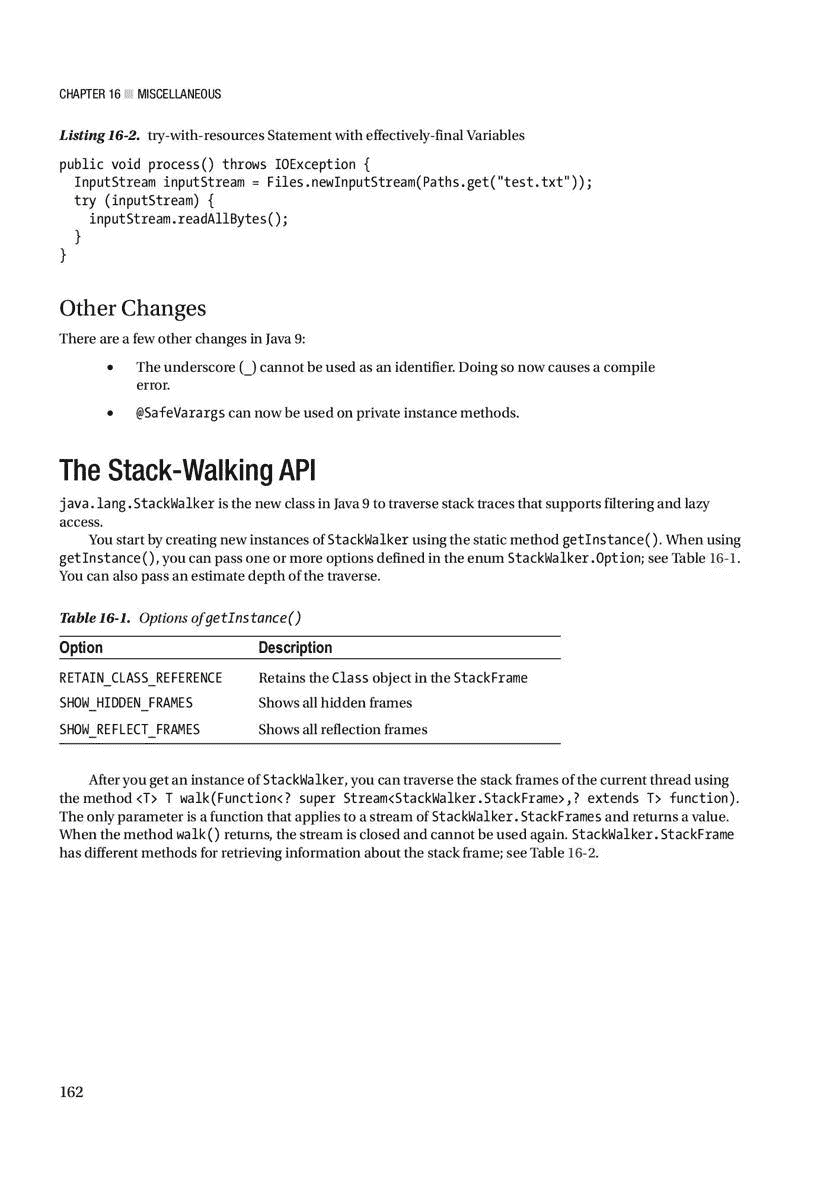 CHAPTER 16 ■ MISCELLANEOUS
Listing 16-2. try-with-resources Statement with effectively-final Variables
public void process() throws IOException {
  InputStream inputStream = Files.newInputStream(Paths.get("test.txt"));
  try (inputStream) {
    inputStream.readAllBytes();
  }
}
Other Changes
There are a few other changes in Java 9:
• The underscore (_) cannot be used as an identifier. Doing so now causes a compile
error.
• @SafeVarargs can now be used on private instance methods.
The Stack-Walking API
java.lang.StackWalker is the new class in Java 9 to traverse stack traces that supports filtering and lazy
access.
You start by creating new instances of StackWalker using the static method getInstance(). When using
getInstance(), you can pass one or more options defined in the enum StackWalker.Option; see Table 16-1.
You can also pass an estimate depth of the traverse.
Table 16-1. Options of getInstance()
Option Description
RETAIN_CLASS_REFERENCE Retains the Class object in the StackFrame
SHOW_HIDDEN_FRAMES Shows all hidden frames
SHOW_REFLECT_FRAMES Shows all reflection frames
After you get an instance of StackWalker, you can traverse the stack frames of the current thread using
the method <T> T walk(Function<? super Stream<StackWalker.StackFrame>,? extends T> function).
The only parameter is a function that applies to a stream of StackWalker.StackFrames and returns a value.
When the method walk() returns, the stream is closed and cannot be used again. StackWalker.StackFrame
has different methods for retrieving information about the stack frame; see Table 16-2.
162